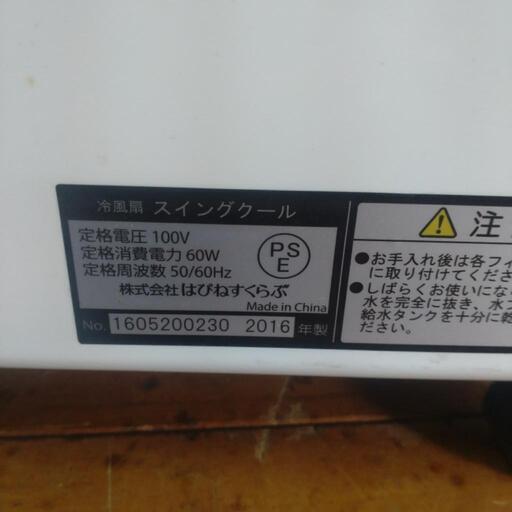 冷風扇 スイングクール
定格電圧 100V
定格消費電力 60W
定格周波数 50/60Hz
PS
E
株式会社はぴねすくらぶ
Made in China
No. 1605200230 2016 年製
注
●お手入れ後は各フィ
に取り付けてくださ
●しばらくお使いにな
水を完全に抜き、水
給水タンクを十分に乾
ださい。